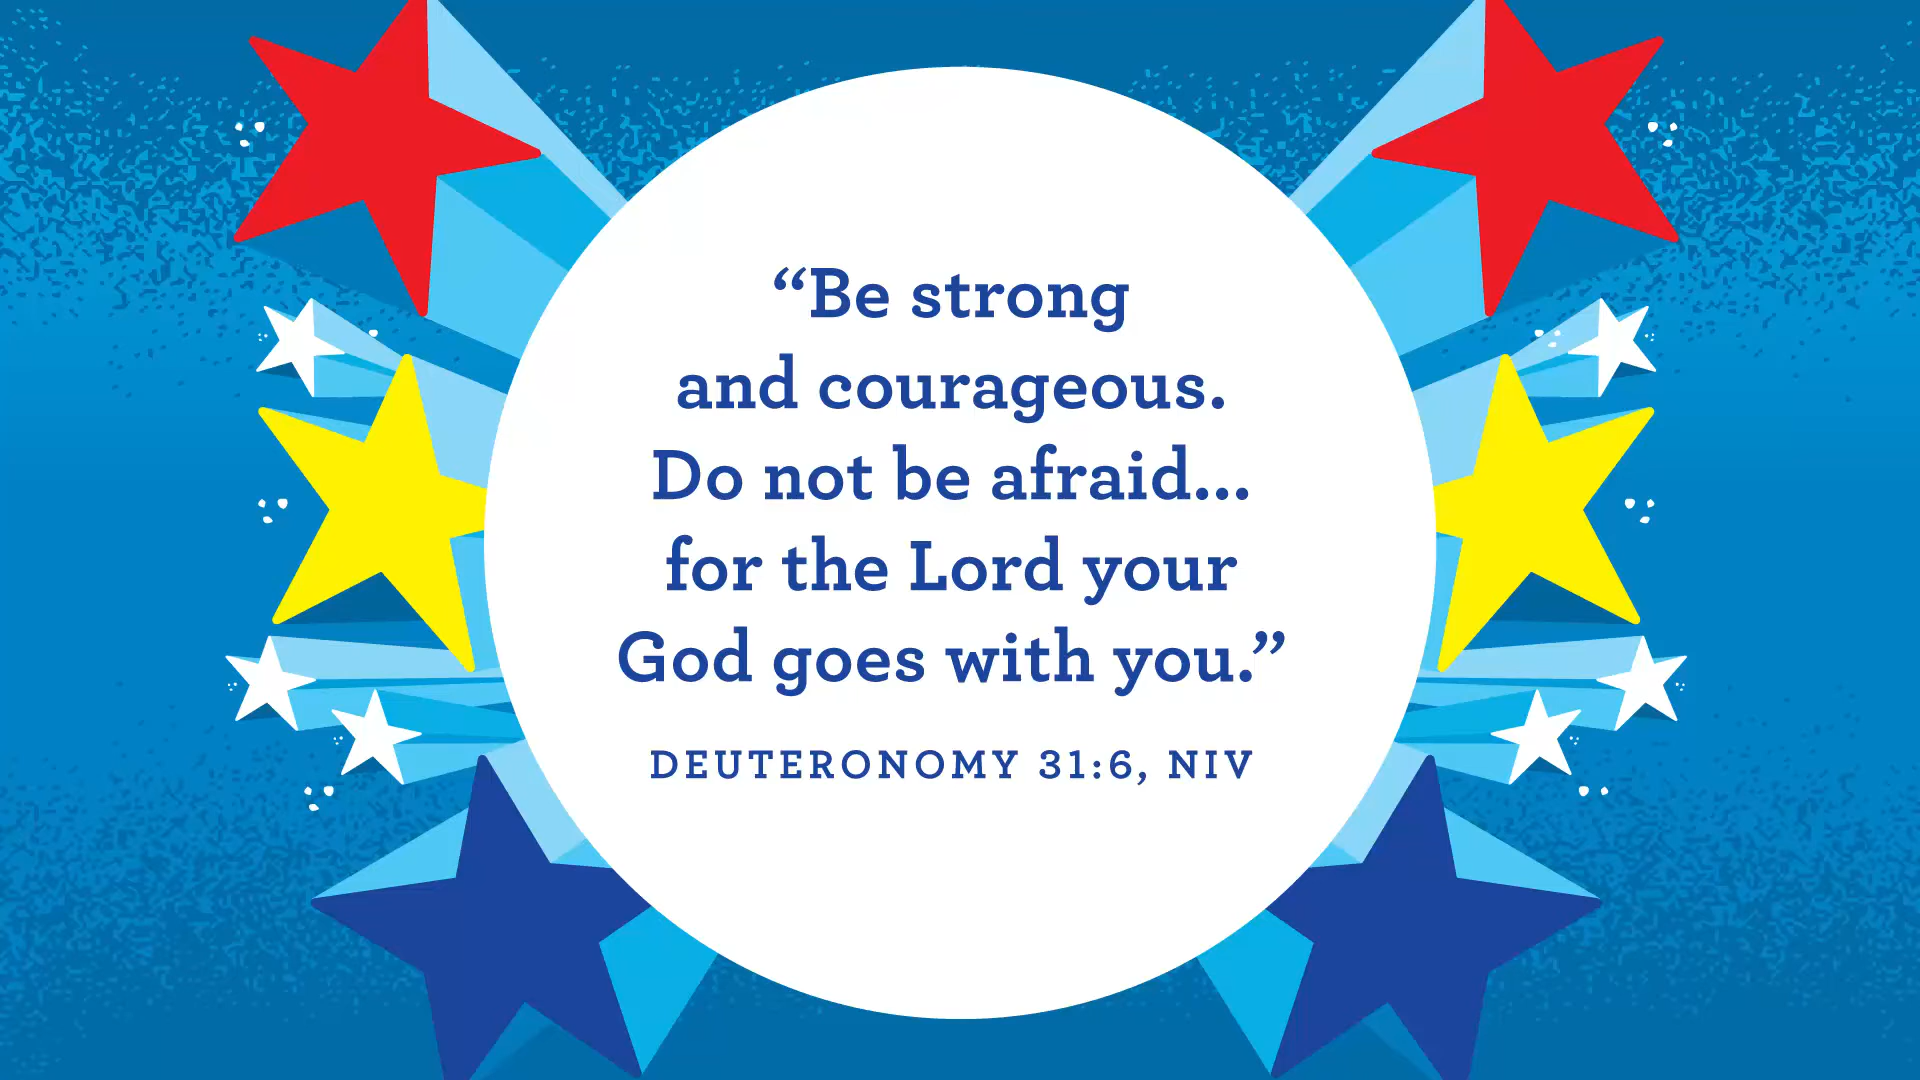 “Be strong
and courageous.
Do not be afraid...
for the Lord your
God goes with you.”
DEUTERONOMY 31:6, NIV